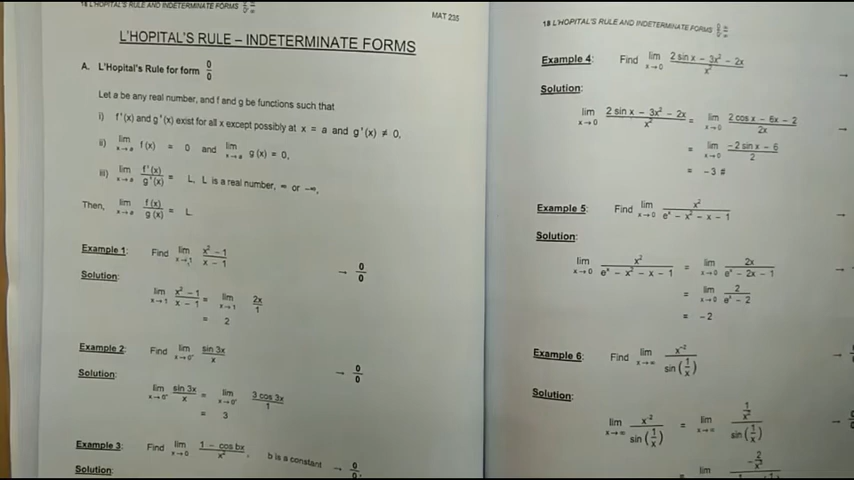 16 L'HOPITAL'S RULE AND INDETERMINATE FORMS
MAT 235
L'HOPITAL'S RULE – INDETERMINATE FORMS
A. L'Hopital's Rule for form 0/0
Let a be any real number, and f and g be functions such that
i) f'(x) and g'(x) exist for all x except possibly at x = a and g'(x) ≠ 0,
ii) lim x→a f(x) = 0 and lim x→a g(x) = 0,
iii) lim x→a f'(x)/g'(x) = L, L is a real number, ∞ or –∞,
Then, lim x→a f(x)/g(x) = L.
Example 1: Find lim x→1 x² – 1 / x – 1 → 0/0
Solution:
lim x→1 x² – 1 / x – 1 = lim x→1 2x/1
= 2
Example 2: Find lim x→0⁺ sin 3x / x → 0/0
Solution:
lim x→0⁺ sin 3x / x = lim x→0⁺ 3 cos 3x / 1
= 3
Example 3: Find lim x→0 1 – cos bx / x², b is a constant → 0/0
Solution:
18 L'HOPITAL'S RULE AND INDETERMINATE FORMS
Example 4: Find lim x→0 2 sin x – 3x² – 2x / x² →
Solution:
lim x→0 2 sin x – 3x² – 2x / x² = lim x→0 2 cos x – 6x – 2 / 2x →
= lim x→0 – 2 sin x – 6 / 2
= – 3 #
Example 5: Find lim x→0 x² / eˣ – x² – x – 1 →
Solution:
lim x→0 x² / eˣ – x² – x – 1 = lim x→0 2x / eˣ – 2x – 1 →
= lim x→0 2 / eˣ – 2
= – 2
Example 6: Find lim x→∞ x⁻² / sin(1/x) →
Solution:
lim x→∞ x⁻² / sin(1/x) = lim x→∞ 1/x² / sin(1/x) →
= lim